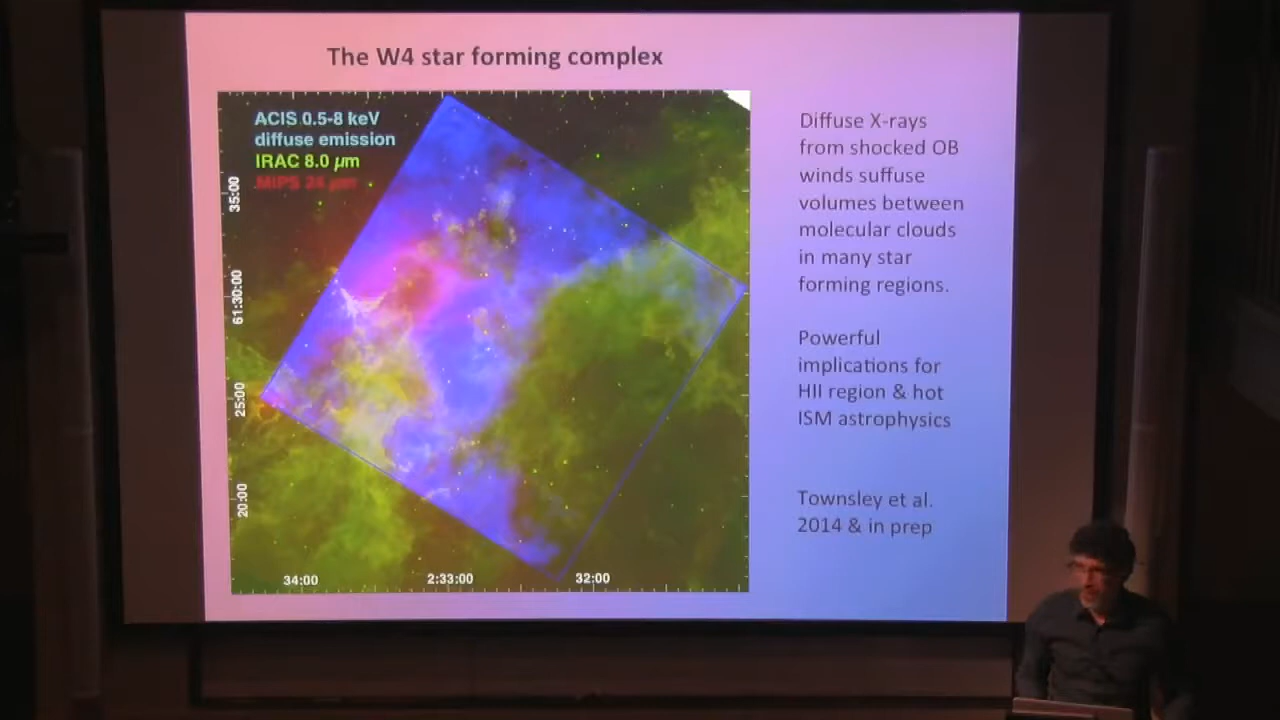 The W4 star forming complex
ACIS 0.5-8 keV
diffuse emission
IRAC 8.0 µm
MIPS 24 µm
35:00
61:30:00
25:00
20:00
34:00
2:33:00
32:00
Diffuse X-rays
from shocked OB
winds suffuse
volumes between
molecular clouds
in many star
forming regions.
Powerful
implications for
HII region & hot
ISM astrophysics
Townsley et al.
2014 & in prep